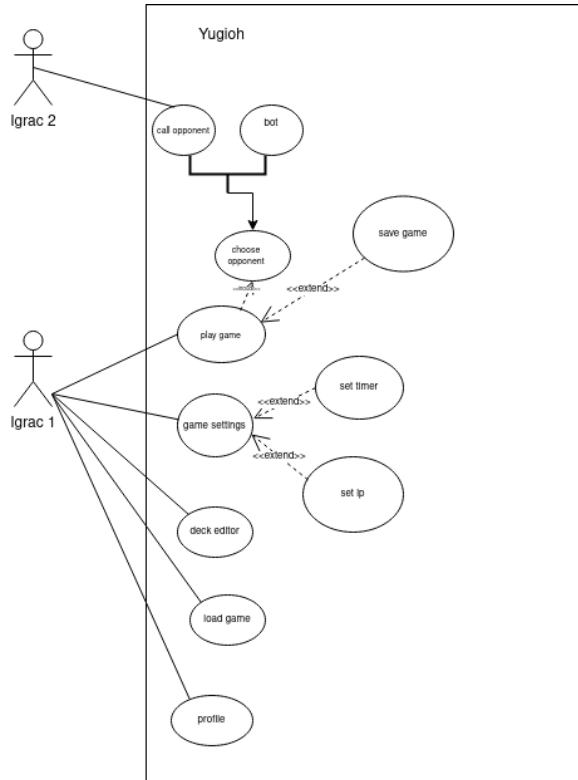 Yugioh
Igrac 2
call opponent
bot
choose
opponent
save game
<<extend>>
play game
Igrac 1
set timer
<<extend>>
game settings
<<extend>>
set lp
deck editor
load game
profile